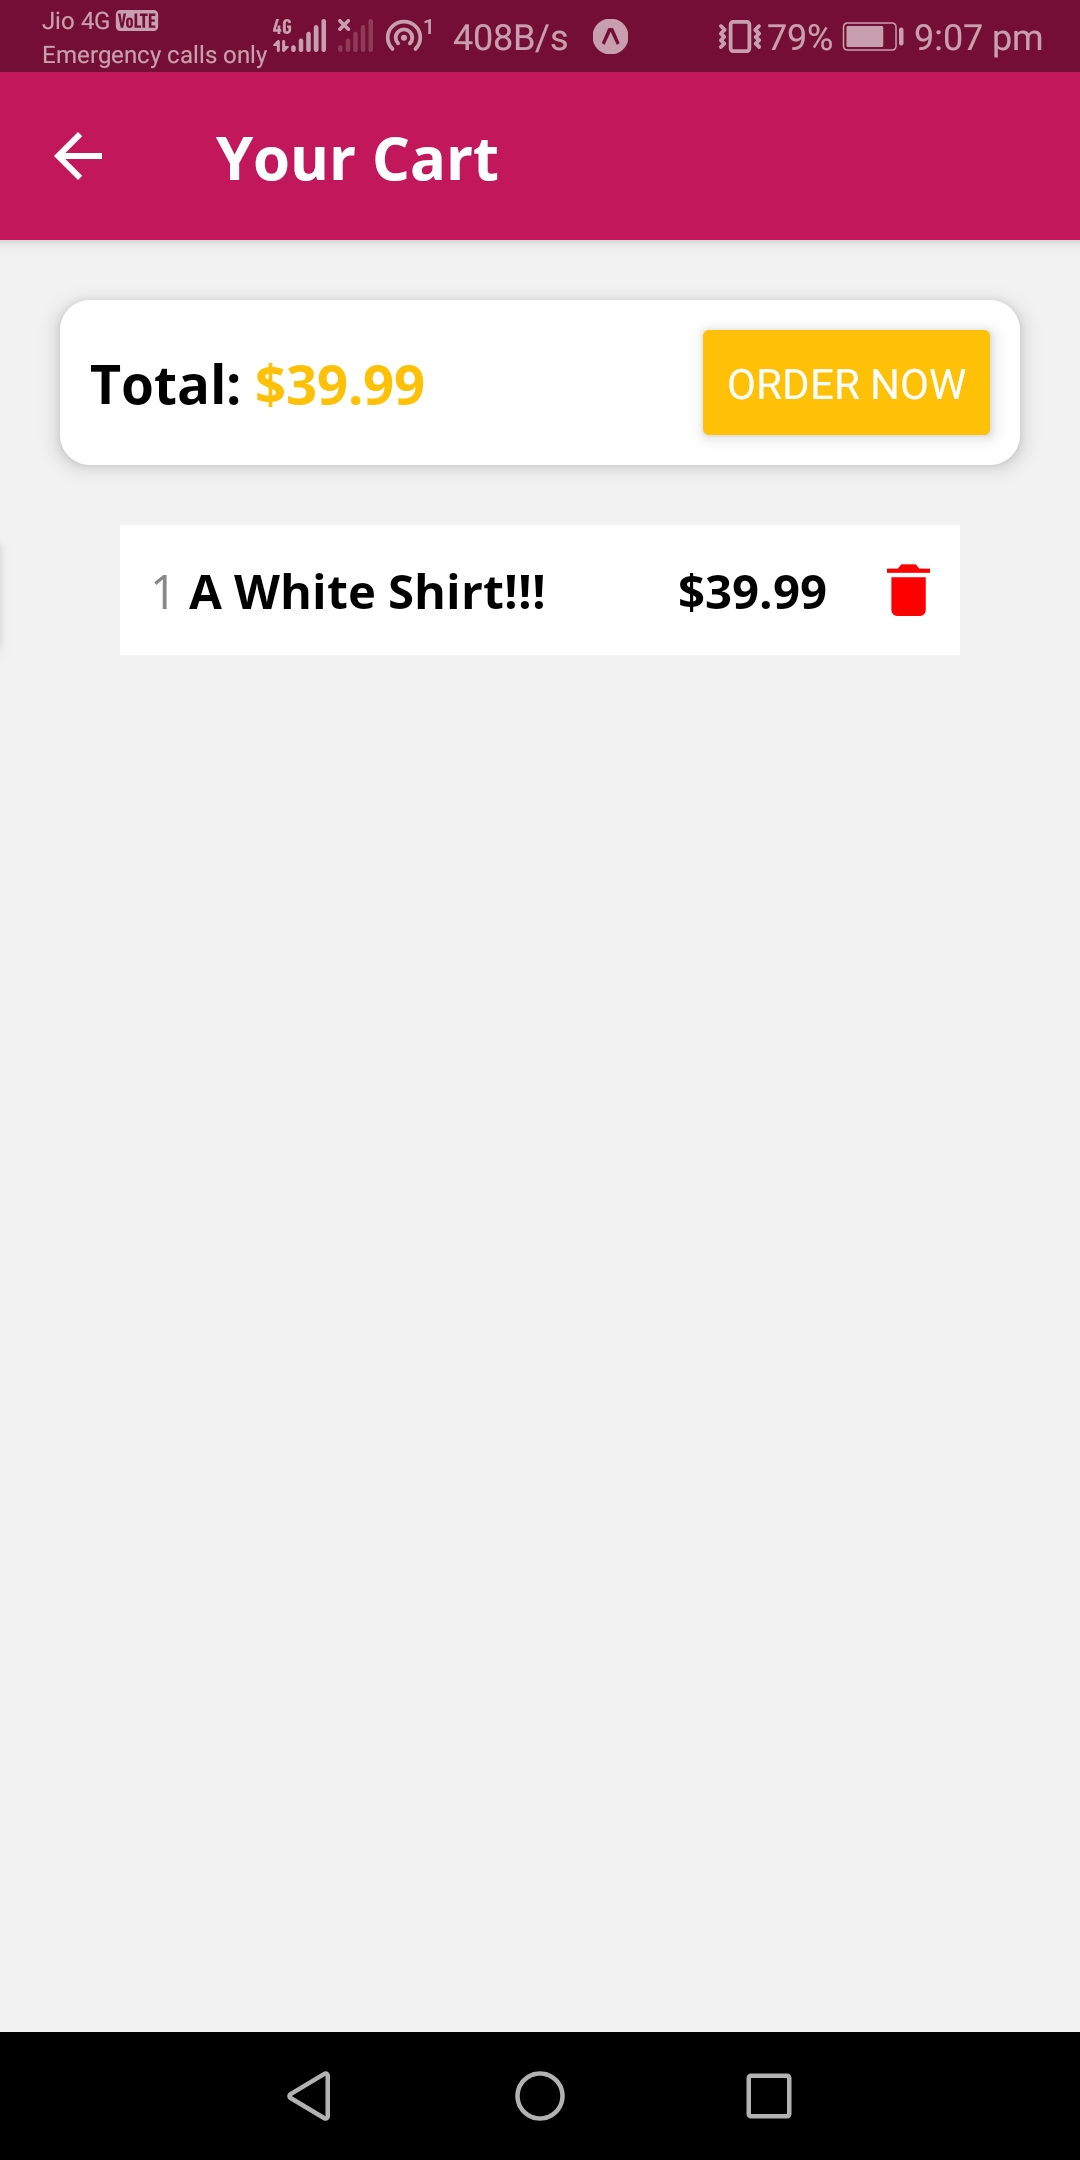 Jio 4G VoLTE
Emergency calls only 4G 1 408B/s 79% 9:07 pm
Your Cart
Total: $39.99 ORDER NOW
1 A White Shirt!!! $39.99